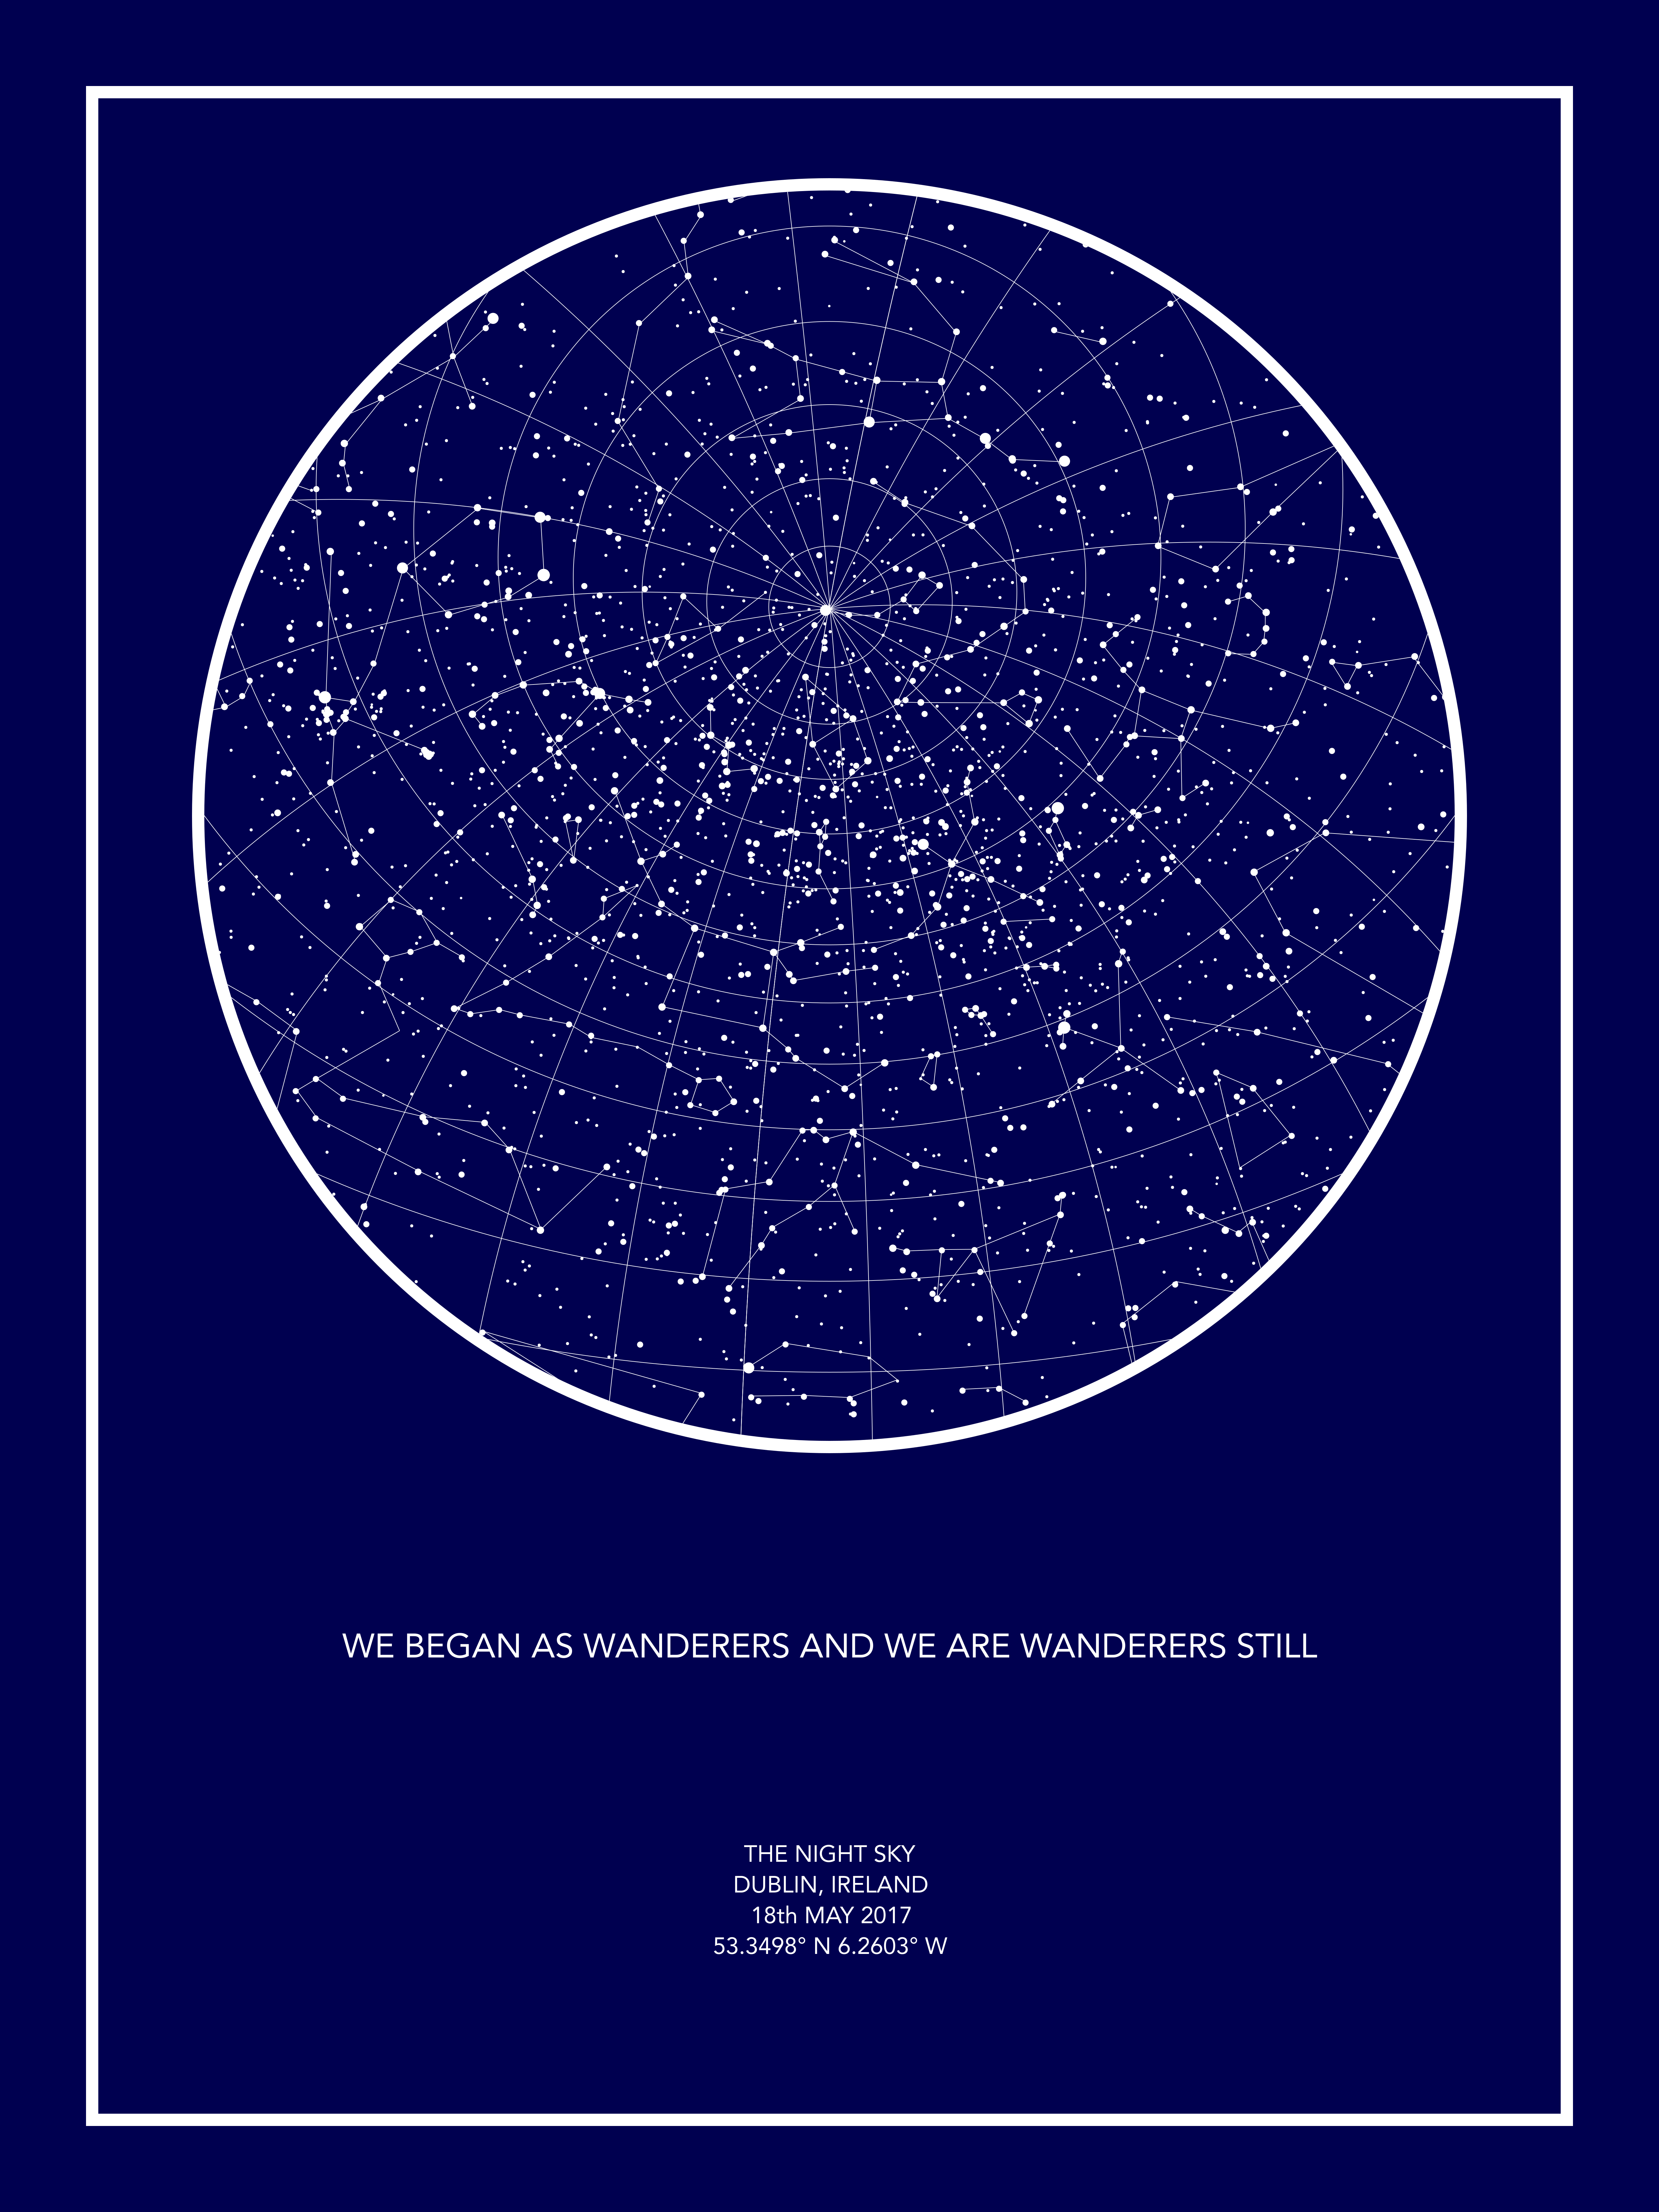 WE BEGAN AS WANDERERS AND WE ARE WANDERERS STILL
THE NIGHT SKY
DUBLIN, IRELAND
18th MAY 2017
53.3498° N 6.2603° W